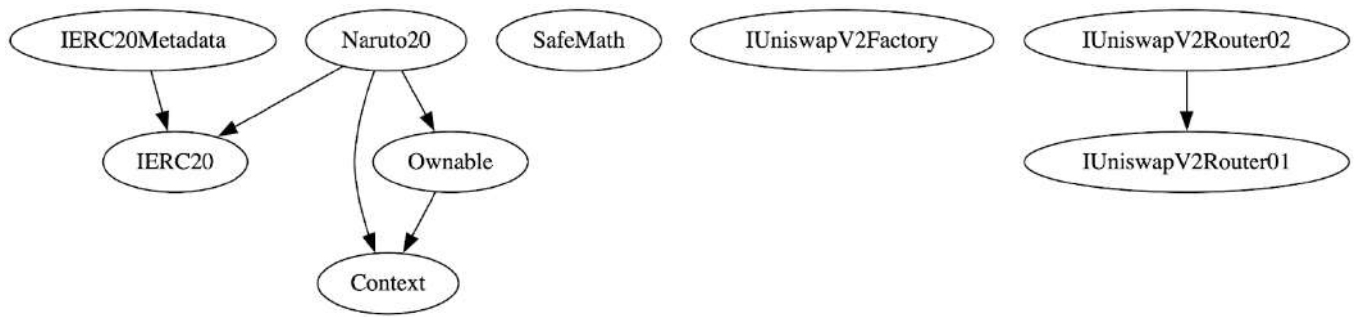 IERC20Metadata
Naruto20
SafeMath
IUniswapV2Factory
IUniswapV2Router02
IERC20
Ownable
IUniswapV2Router01
Context